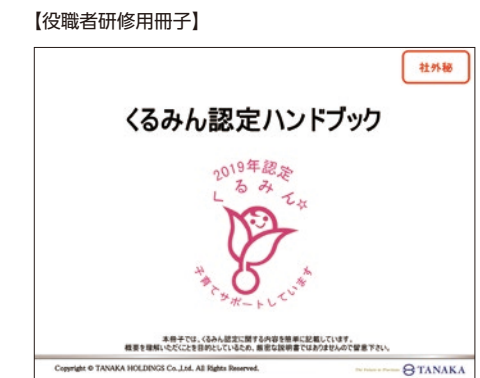 【役職者研修用冊子】
社外秘
くるみん認定ハンドブック
2019年認定
くるみん☆
子育てサポートしています
本冊子では、くるみん認定に関する内容を簡単に記載しています。
概要を理解いただくことを目的としているため、厳密な説明書ではありませんので留意下さい。
Copyright © TANAKA HOLDINGS Co.,Ltd. All Rights Reserved.
TANAKA